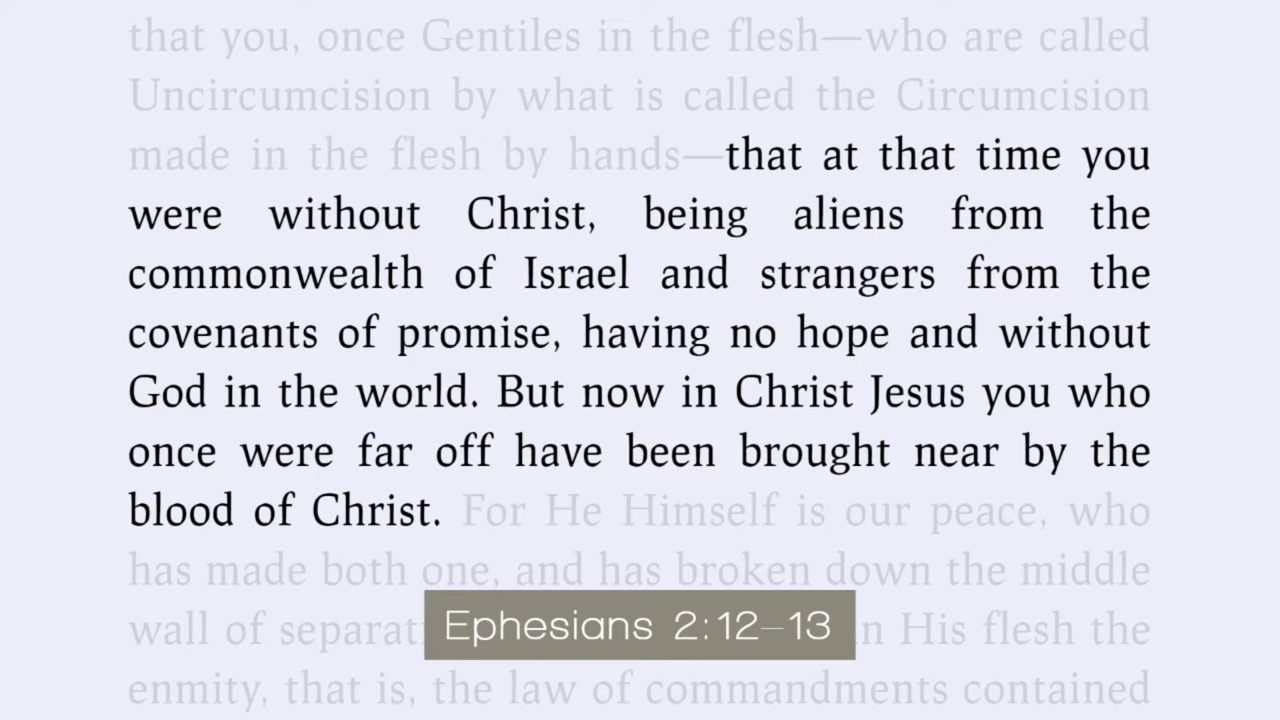 that you, once Gentiles in the flesh—who are called
Uncircumcision by what is called the Circumcision
made in the flesh by hands—that at that time you
were without Christ, being aliens from the
commonwealth of Israel and strangers from the
covenants of promise, having no hope and without
God in the world. But now in Christ Jesus you who
once were far off have been brought near by the
blood of Christ. For He Himself is our peace, who
has made both one, and has broken down the middle
wall of His flesh the
Ephesians 2:12–13
enmity, that is, the law of commandments contained